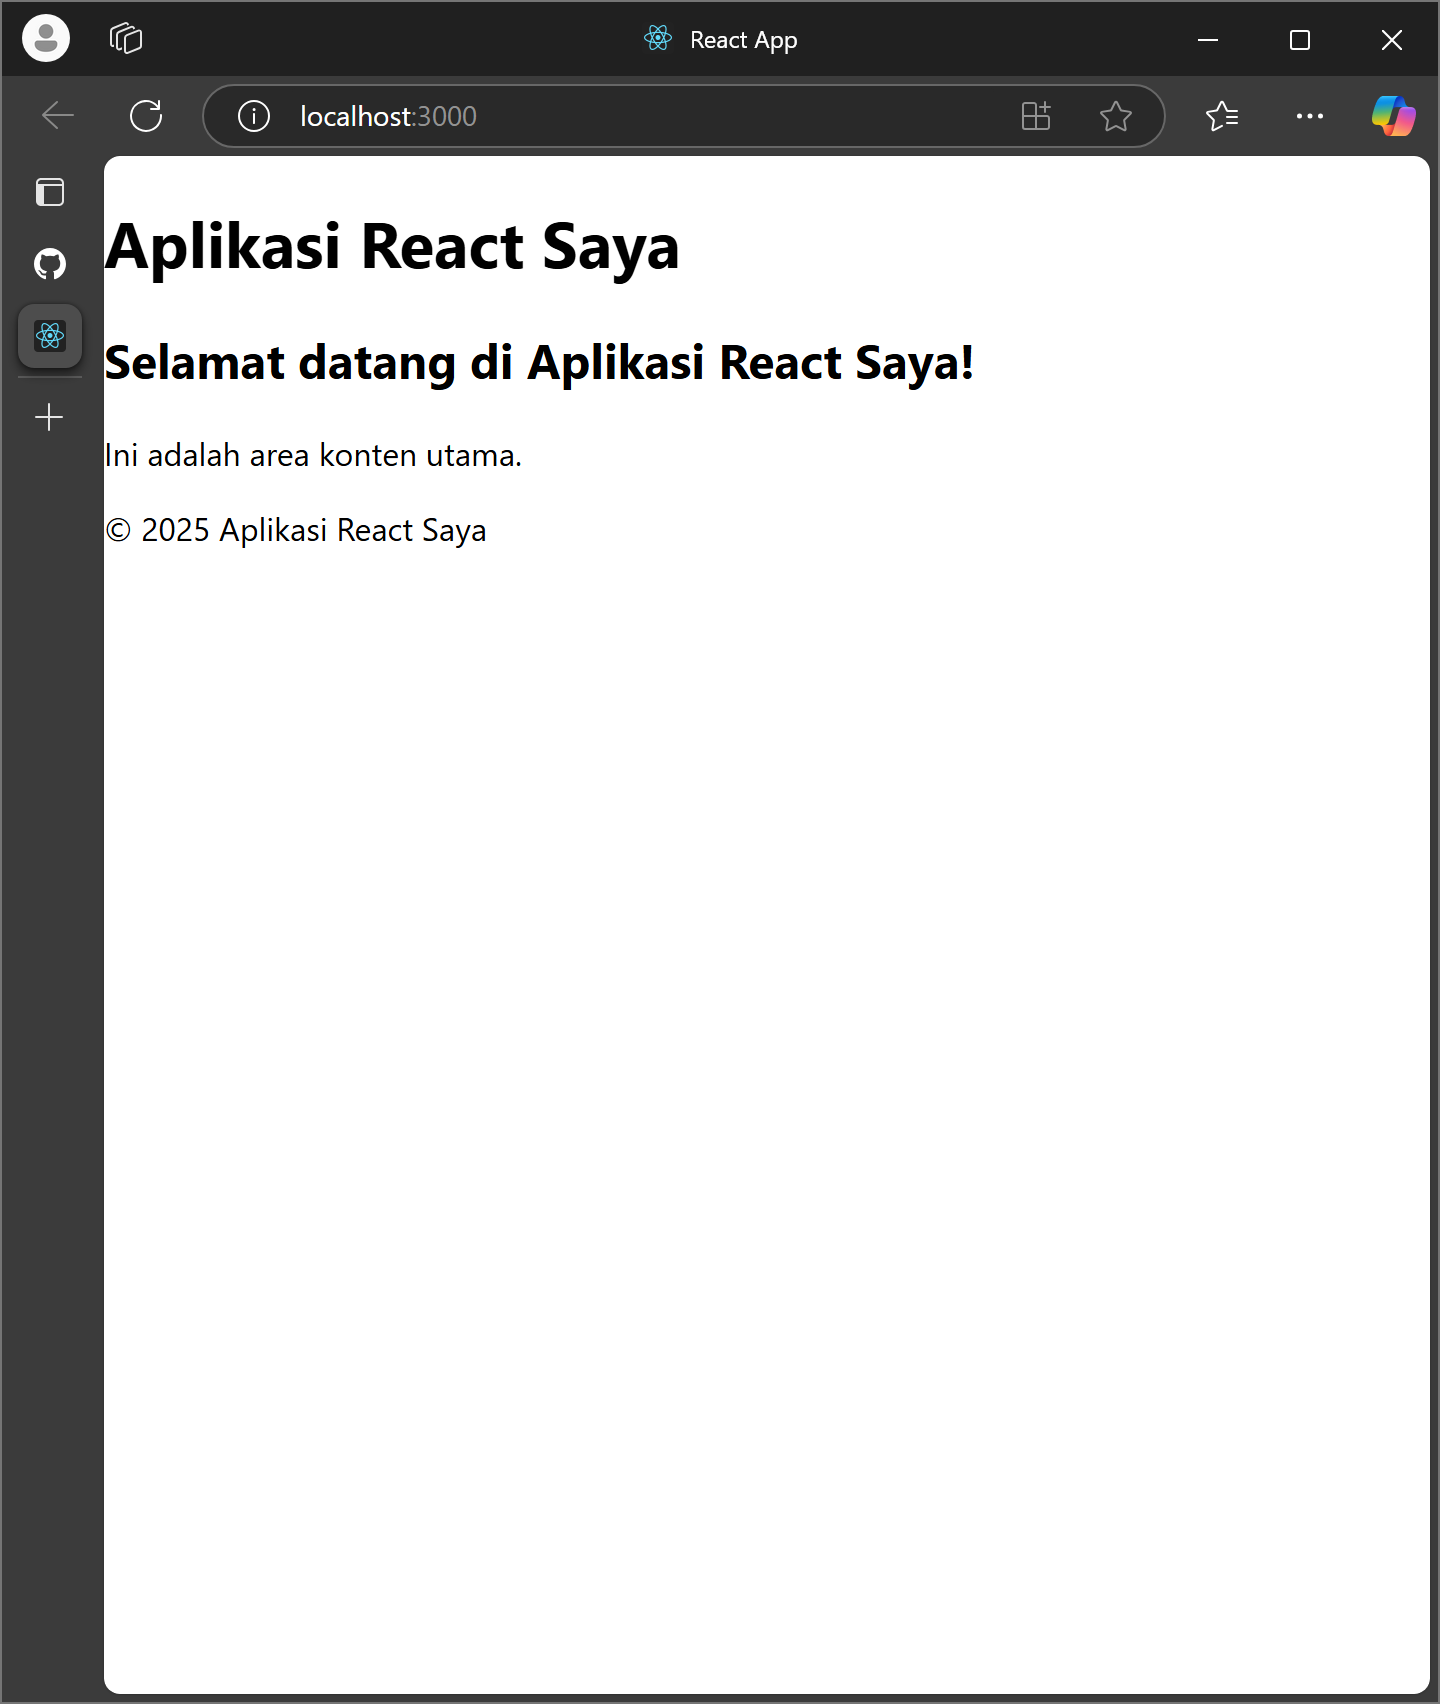 React App
localhost:3000
Aplikasi React Saya
Selamat datang di Aplikasi React Saya!
Ini adalah area konten utama.
© 2025 Aplikasi React Saya